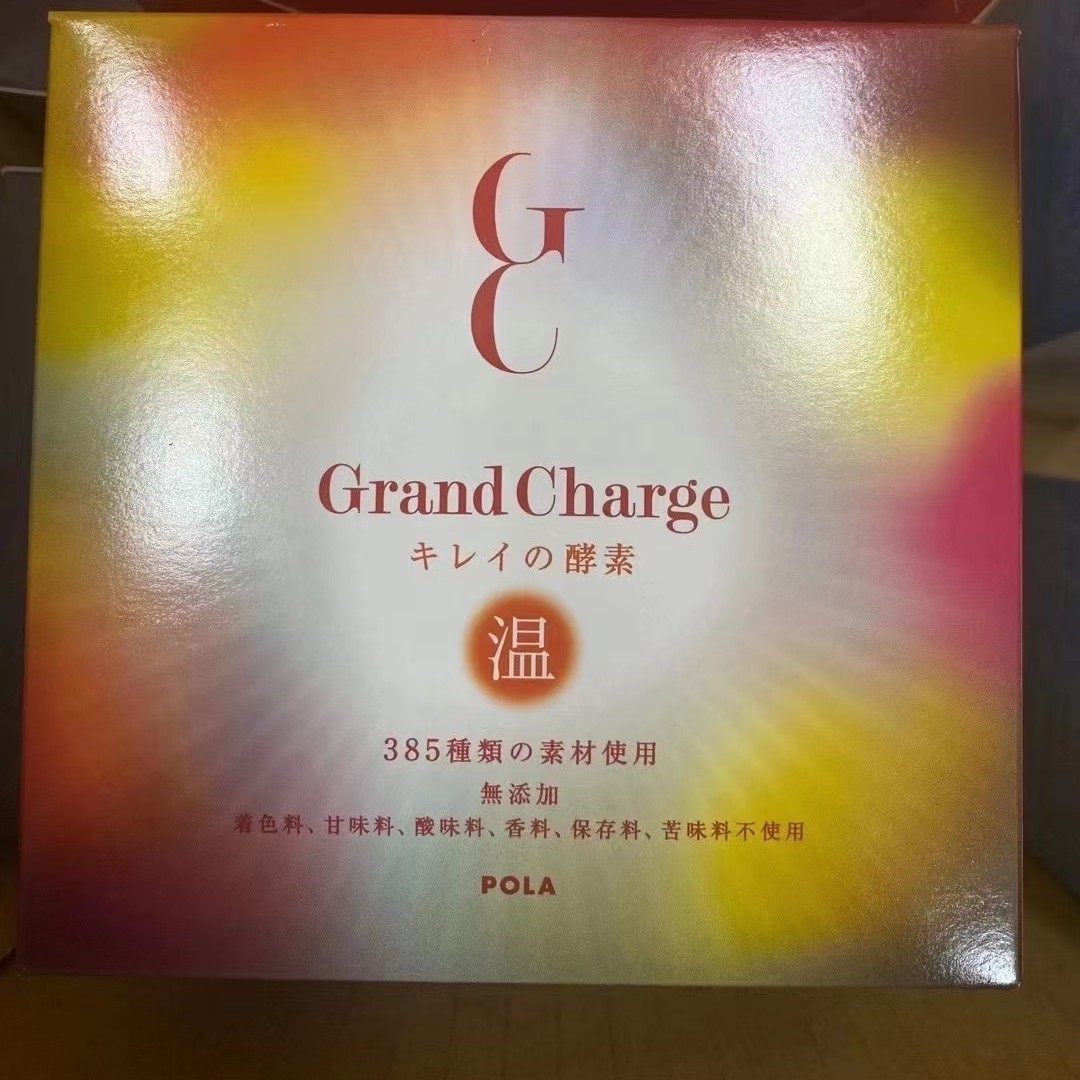 GC
Grand Charge
キレイの酵素
温
385種類の素材使用
無添加
着色料、甘味料、酸味料、香料、保存料、苦味料不使用
POLA